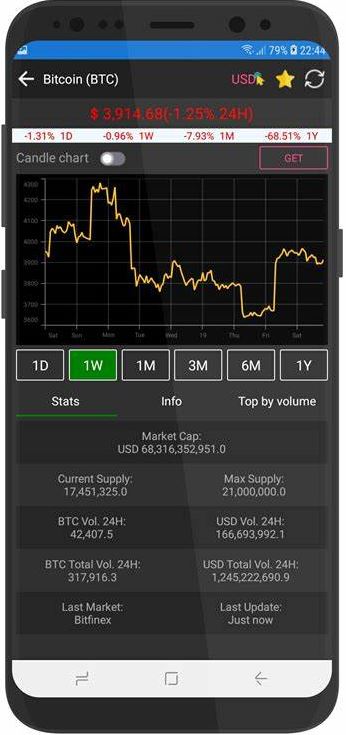 79% 22:44
Bitcoin (BTC) USD
$ 3,914.68(-1.25% 24H)
-1.31% 1D -0.96% 1W -7.93% 1M -68.51% 1Y
Candle chart GET
4300
4200
4100
4000
3900
3800
3700
3600
Sat Sun Mon Tue Wed 19 Thu Fri Sat
1D 1W 1M 3M 6M 1Y
Stats Info Top by volume
Market Cap:
USD 68,316,352,951.0
Current Supply: Max Supply:
17,451,325.0 21,000,000.0
BTC Vol. 24H: USD Vol. 24H:
42,407.5 166,693,992.1
BTC Total Vol. 24H: USD Total Vol. 24H:
317,916.3 1,245,222,690.9
Last Market: Last Update:
Bitfinex Just now